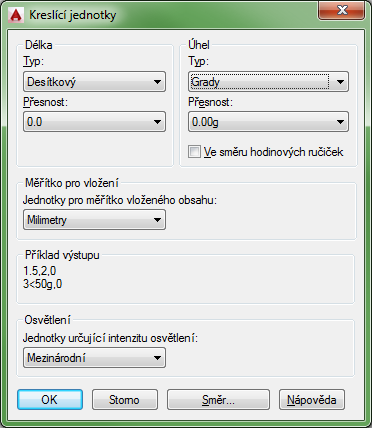 Kreslící jednotky
Délka
Typ:
Desítkový
Přesnost:
0.0
Úhel
Typ:
Grady
Přesnost:
0.00g
Ve směru hodinových ručiček
Měřítko pro vložení
Jednotky pro měřítko vloženého obsahu:
Milimetry
Příklad výstupu
1.5,2,0
3<50g,0
Osvětlení
Jednotky určující intenzitu osvětlení:
Mezinárodní
OK
Storno
Směr...
Nápověda